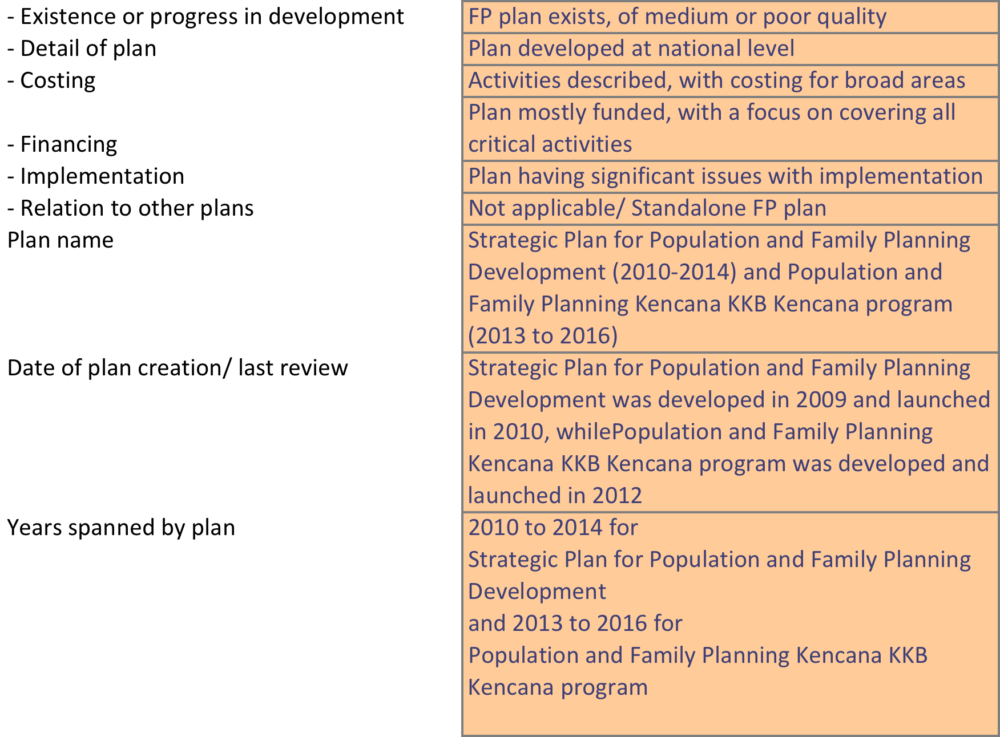 - Existence or progress in development FP plan exists, of medium or poor quality
- Detail of plan Plan developed at national level
- Costing Activities described, with costing for broad areas
Plan mostly funded, with a focus on covering all
- Financing critical activities
- Implementation Plan having significant issues with implementation
- Relation to other plans Not applicable/ Standalone FP plan
Plan name Strategic Plan for Population and Family Planning
Development (2010-2014) and Population and
Family Planning Kencana KKB Kencana program
(2013 to 2016)
Date of plan creation/ last review Strategic Plan for Population and Family Planning
Development was developed in 2009 and launched
in 2010, whilePopulation and Family Planning
Kencana KKB Kencana program was developed and
launched in 2012
Years spanned by plan 2010 to 2014 for
Strategic Plan for Population and Family Planning
Development
and 2013 to 2016 for
Population and Family Planning Kencana KKB
Kencana program